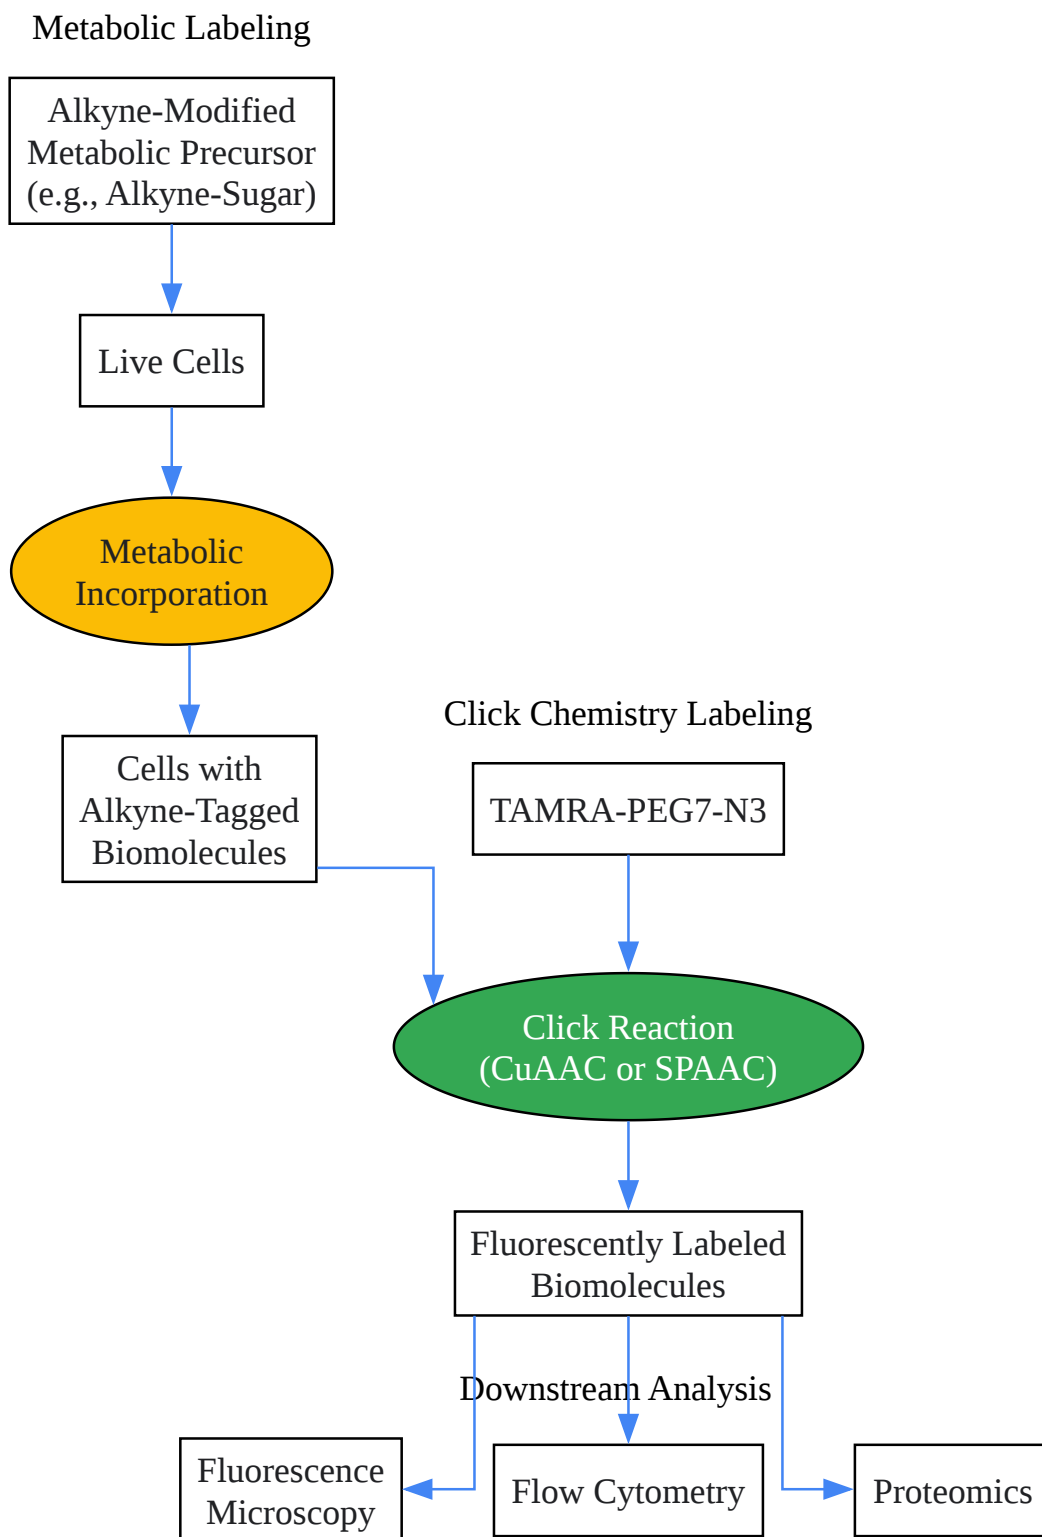 Metabolic Labeling
Alkyne-Modified
Metabolic Precursor
(e.g., Alkyne-Sugar)
Live Cells
Metabolic
Incorporation
Cells with
Alkyne-Tagged
Biomolecules
Click Chemistry Labeling
TAMRA-PEG7-N3
Click Reaction
(CuAAC or SPAAC)
Fluorescently Labeled
Biomolecules
Downstream Analysis
Fluorescence
Microscopy
Flow Cytometry
Proteomics